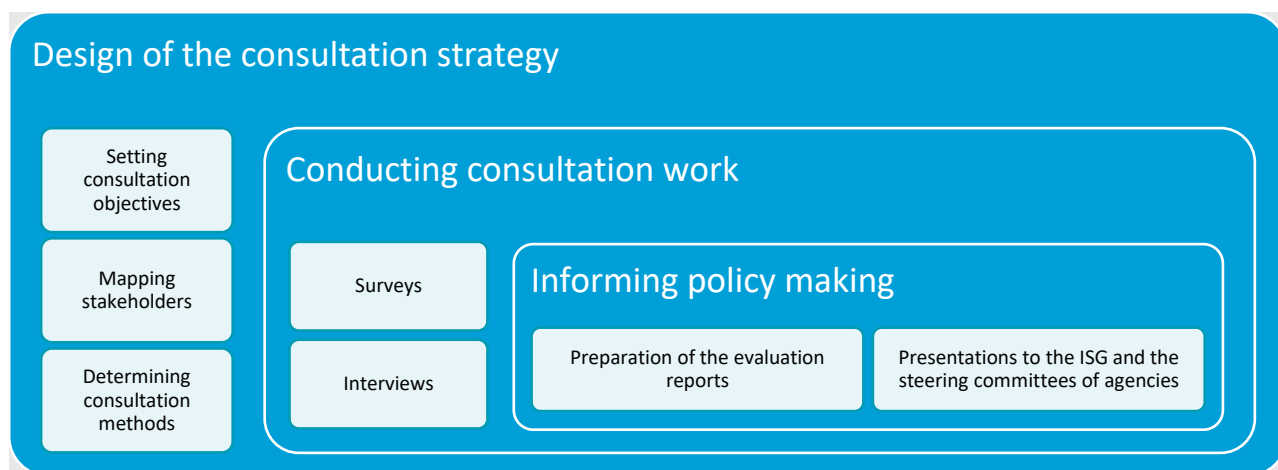 Design of the consultation strategy
Setting
consultation
objectives
Mapping
stakeholders
Determining
consultation
methods
Conducting consultation work
Surveys
Interviews
Informing policy making
Preparation of the evaluation
reports
Presentations to the ISG and the
steering committees of agencies